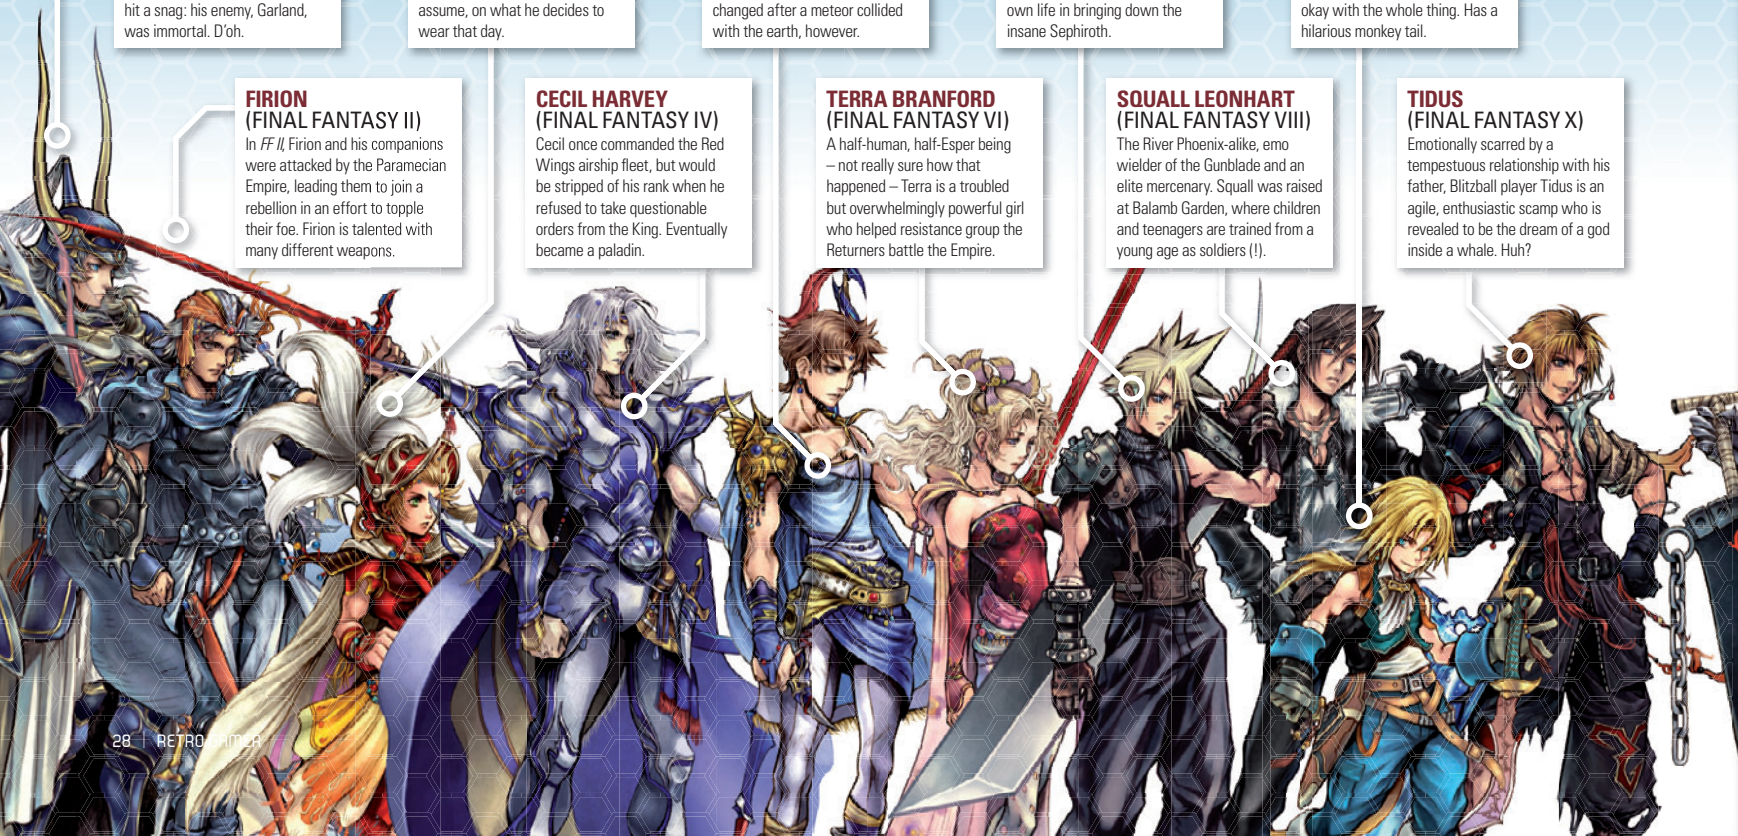 hit a snag: his enemy, Garland,
was immortal. D’oh.
assume, on what he decides to
wear that day.
changed after a meteor collided
with the earth, however.
own life in bringing down the
insane Sephiroth.
okay with the whole thing. Has a
hilarious monkey tail.
FIRION
(FINAL FANTASY II)
In FF II, Firion and his companions
were attacked by the Paramecian
Empire, leading them to join a
rebellion in an effort to topple
their foe. Firion is talented with
many different weapons.
CECIL HARVEY
(FINAL FANTASY IV)
Cecil once commanded the Red
Wings airship fleet, but would
be stripped of his rank when he
refused to take questionable
orders from the King. Eventually
became a paladin.
TERRA BRANFORD
(FINAL FANTASY VI)
A half-human, half-Esper being
– not really sure how that
happened – Terra is a troubled
but overwhelmingly powerful girl
who helped resistance group the
Returners battle the Empire.
SQUALL LEONHART
(FINAL FANTASY VIII)
The River Phoenix-alike, emo
wielder of the Gunblade and an
elite mercenary. Squall was raised
at Balamb Garden, where children
and teenagers are trained from a
young age as soldiers (!).
TIDUS
(FINAL FANTASY X)
Emotionally scarred by a
tempestuous relationship with his
father, Blitzball player Tidus is an
agile, enthusiastic scamp who is
revealed to be the dream of a god
inside a whale. Huh?
28 | RETRO GAMER